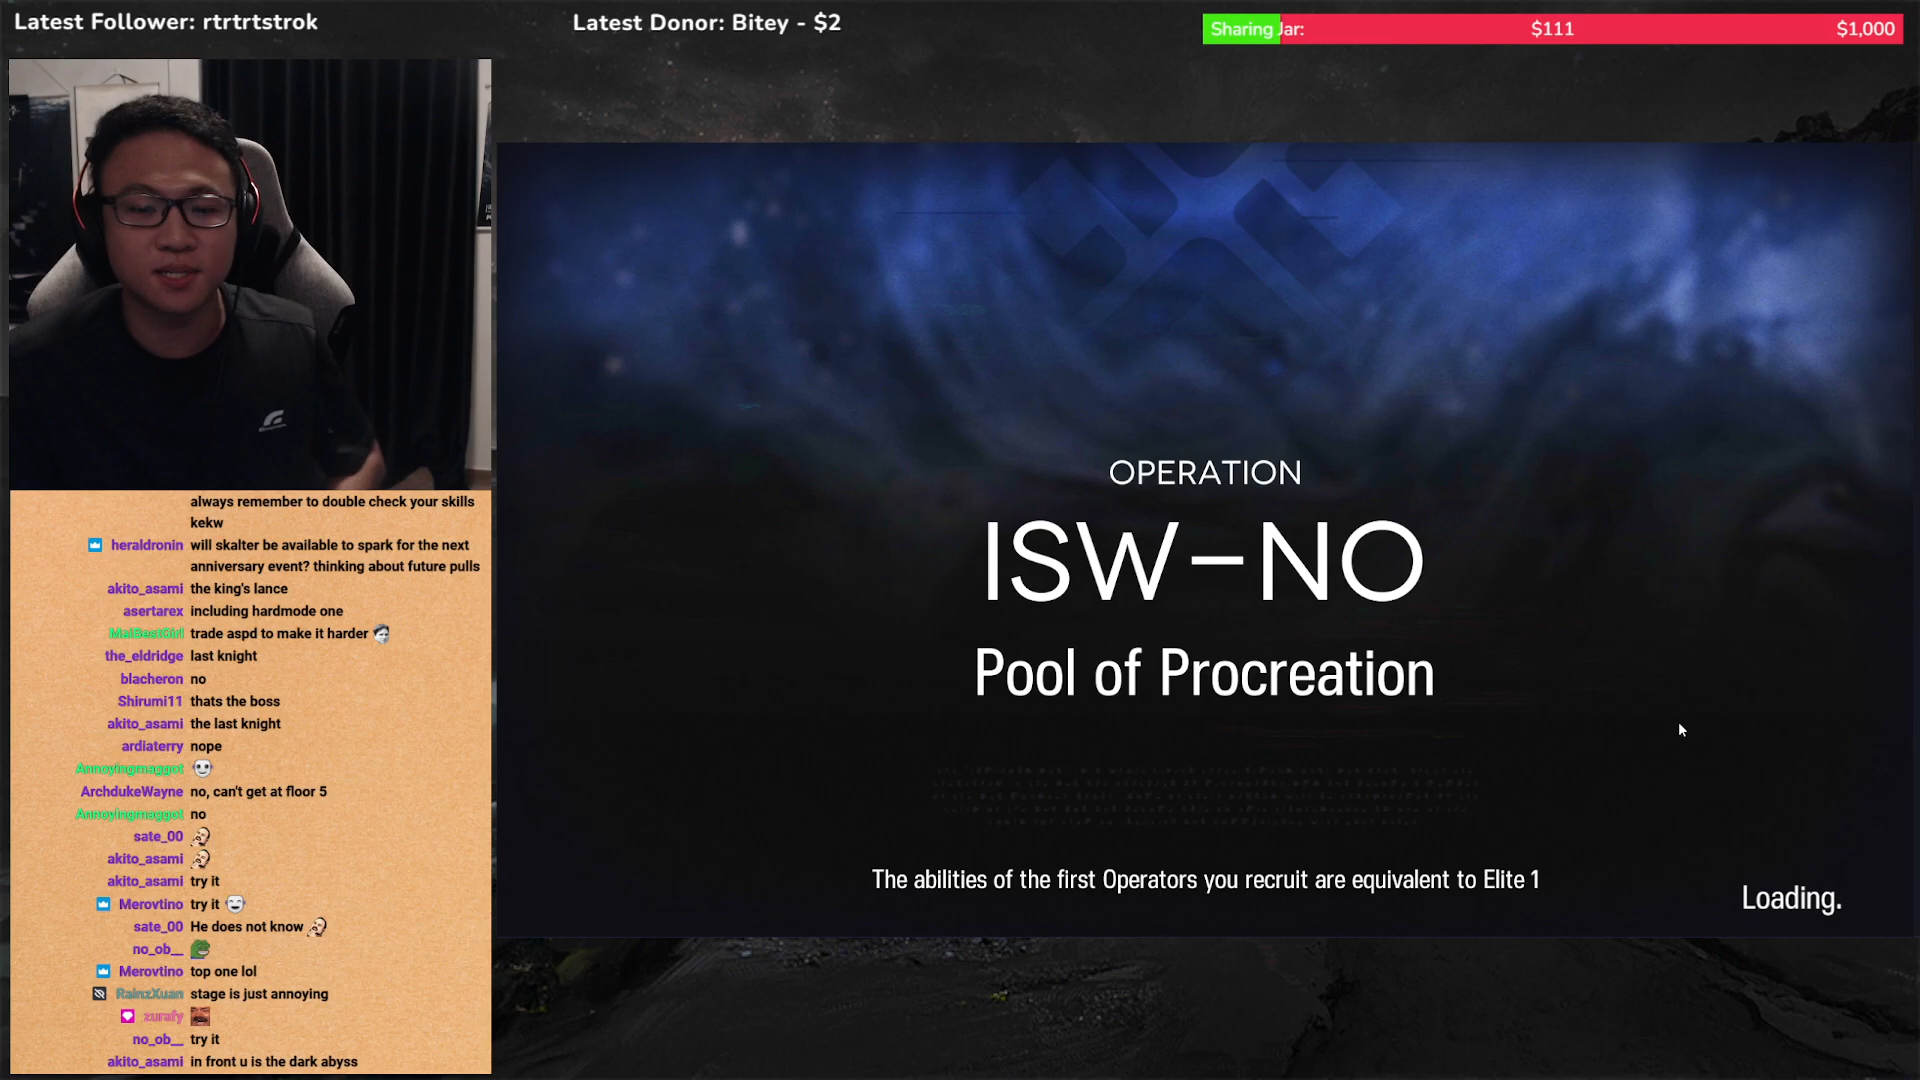 Latest Follower: rtrtrtstrok
Latest Donor: Bitey - $2
Sharing Jar: $111 $1,000
always remember to double check your skills
kekw
heraldronin will skalter be available to spark for the next
anniversary event? thinking about future pulls
akito_asami the king's lance
asertarex including hardmode one
MaiBestGirl trade aspd to make it harder
the_eldridge last knight
blacheron no
Shirumi11 thats the boss
akito_asami the last knight
ardiaterry nope
Annoyingmaggot
ArchdukeWayne no, can't get at floor 5
Annoyingmaggot no
sate_00
akito_asami
akito_asami try it
Merovtino try it
sate_00 He does not know
no_ob__
Merovtino top one lol
RainzXuan stage is just annoying
zurafy
no_ob__ try it
akito_asami in front u is the dark abyss
OPERATION
ISW-NO
Pool of Procreation
The abilities of the first Operators you recruit are equivalent to Elite 1
Loading.